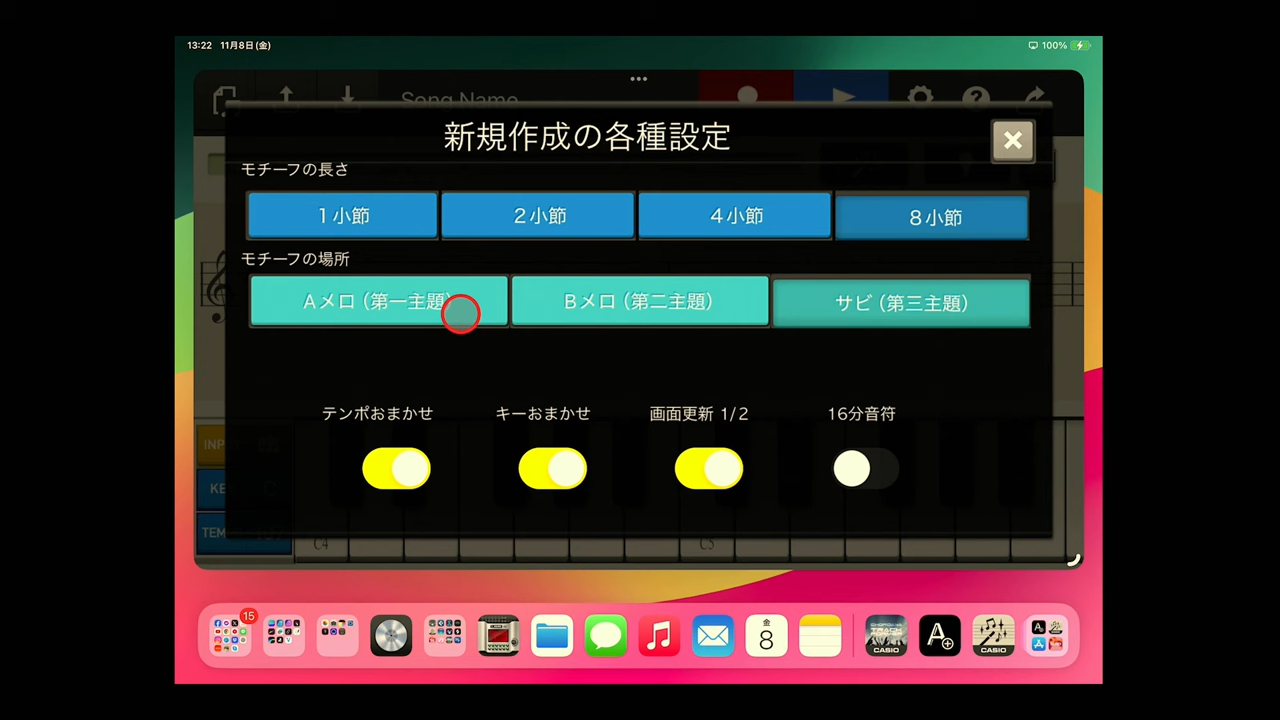 13:22 11月8日(金)
100%
Song Name
新規作成の各種設定
モチーフの長さ
1小節
2小節
4小節
8小節
モチーフの場所
Aメロ(第一主題)
Bメロ(第二主題)
サビ(第三主題)
テンポおまかせ
キーおまかせ
画面更新 1/2
16分音符
INP
KE
TEM
C4
C5
15
金
8
CASIO
CASIO